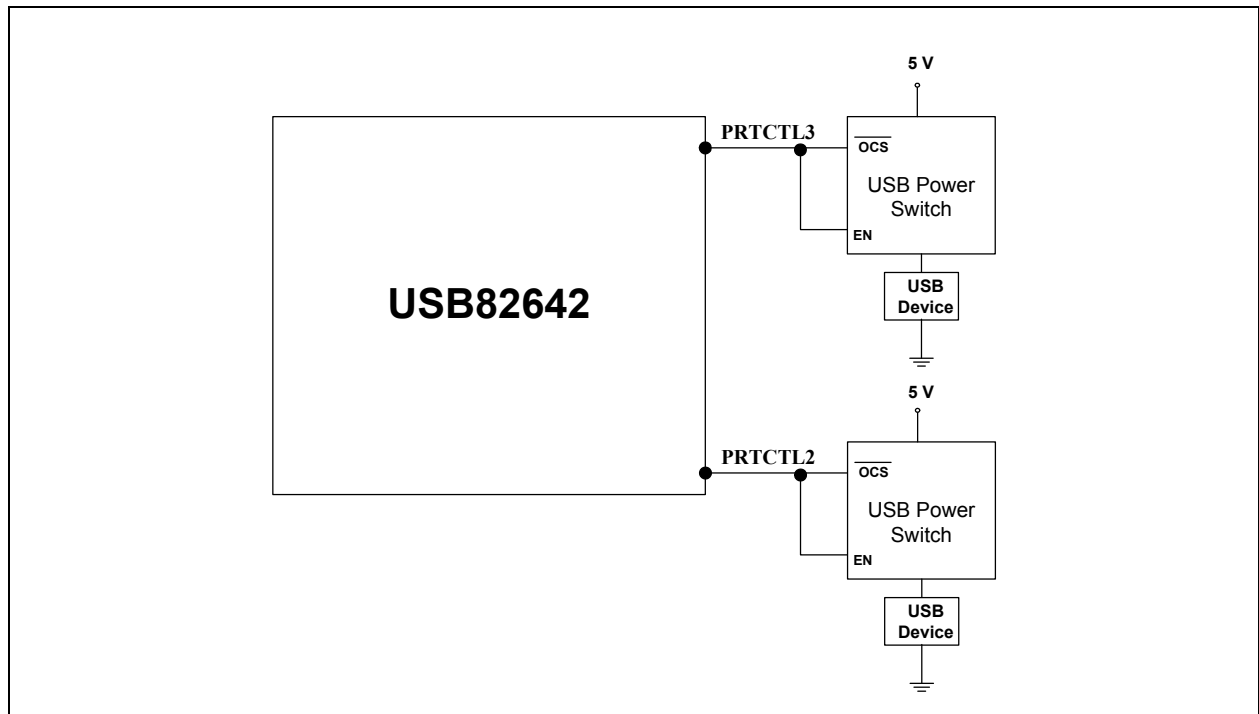 5 V
PRTCTL3
OCS
USB Power
Switch
EN
USB
Device
USB82642
5 V
PRTCTL2
OCS
USB Power
Switch
EN
USB
Device